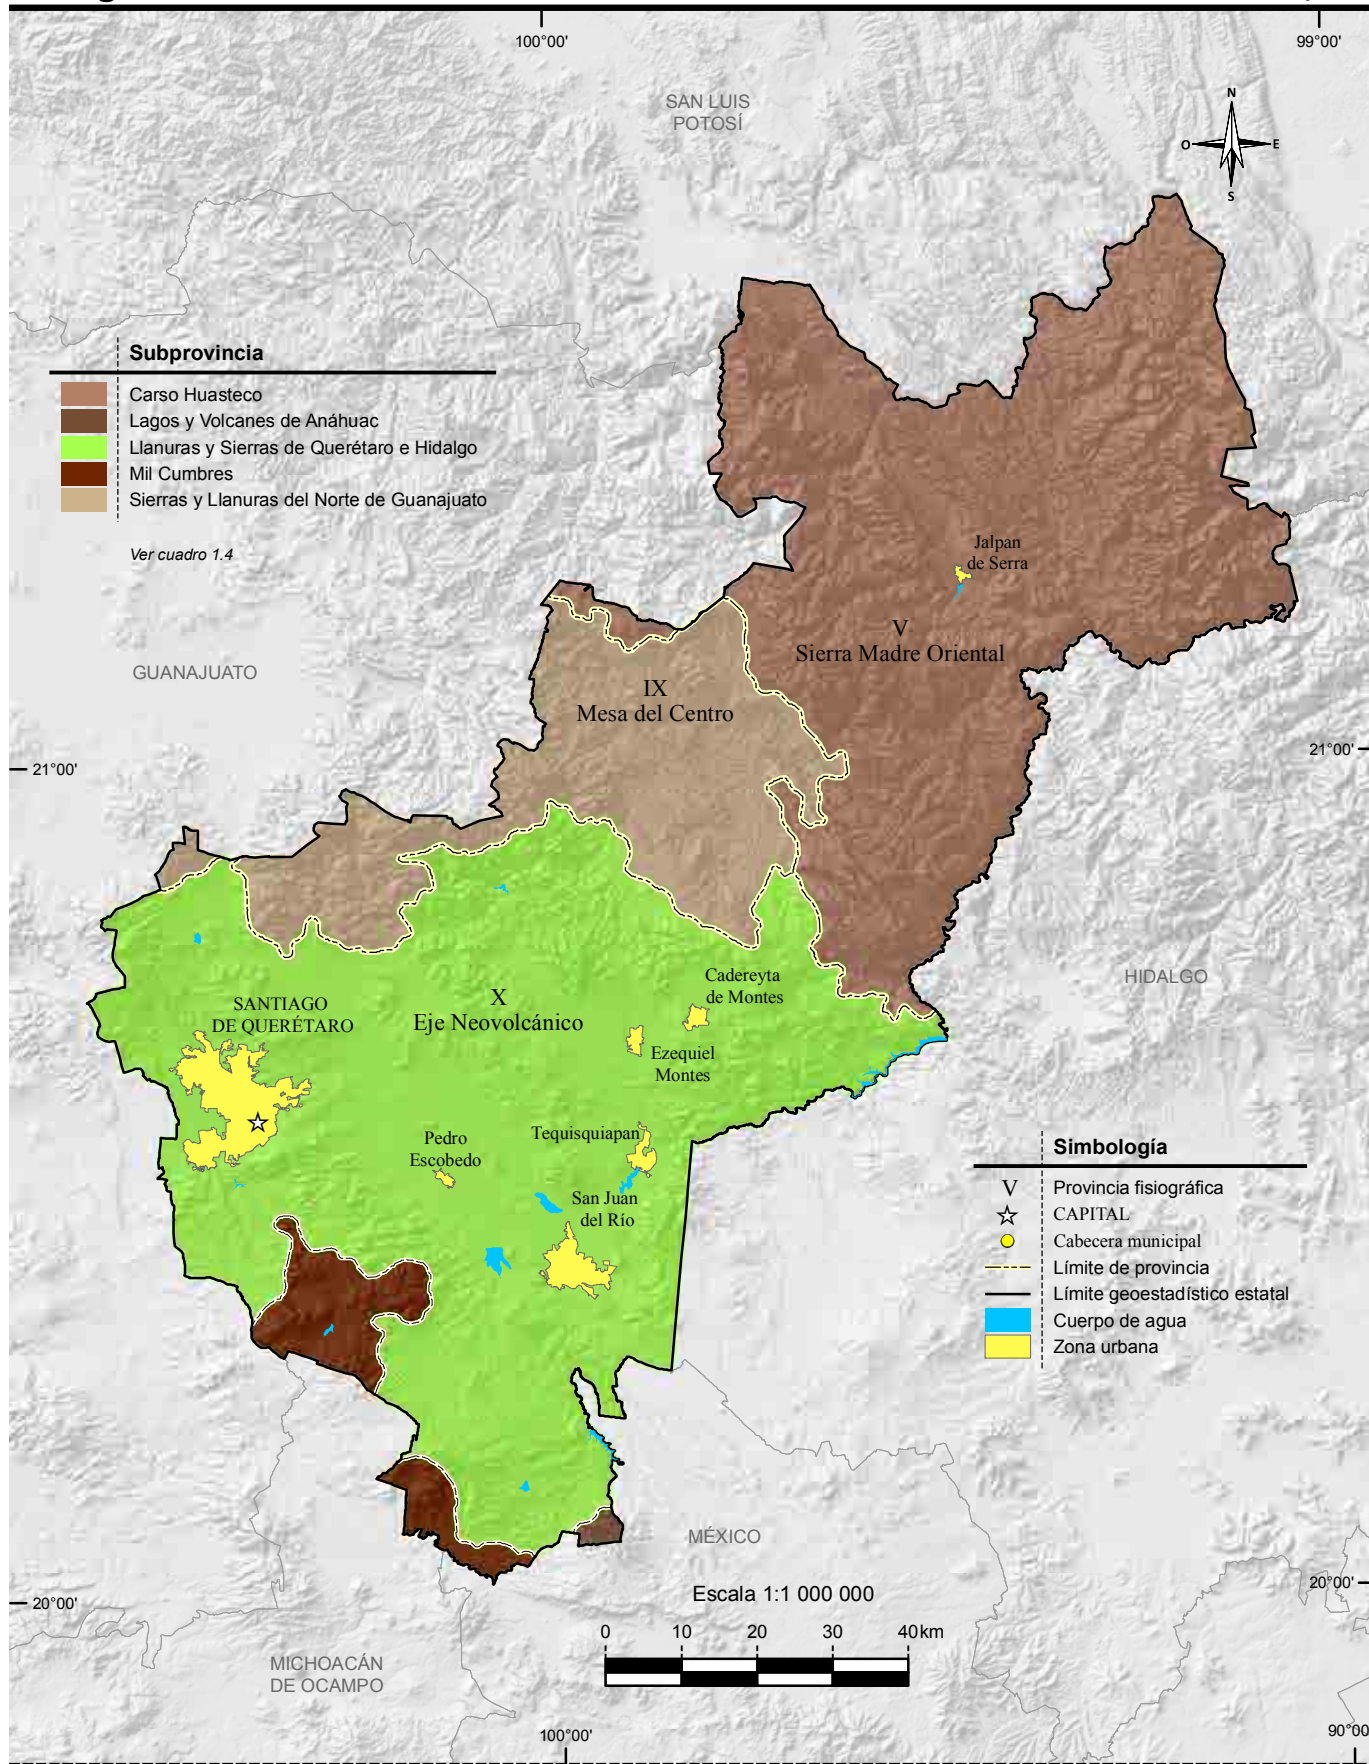 100°00'
99°00'
SAN LUIS
POTOSÍ
N
O
E
S
Subprovincia
Carso Huasteco
Lagos y Volcanes de Anáhuac
Llanuras y Sierras de Querétaro e Hidalgo
Mil Cumbres
Sierras y Llanuras del Norte de Guanajuato
Ver cuadro 1.4
Jalpan
de Serra
V
Sierra Madre Oriental
GUANAJUATO
IX
Mesa del Centro
21°00'
21°00'
HIDALGO
Cadereyta
de Montes
SANTIAGO
DE QUERÉTARO
X
Eje Neovolcánico
Ezequiel
Montes
Pedro
Escobedo
Tequisquiapan
San Juan
del Río
Simbología
V Provincia fisiográfica
CAPITAL
Cabecera municipal
Límite de provincia
Límite geoestadístico estatal
Cuerpo de agua
Zona urbana
MÉXICO
20°00'
20°00'
Escala 1:1 000 000
0 10 20 30 40 km
MICHOACÁN
DE OCAMPO
100°00'
90°00'